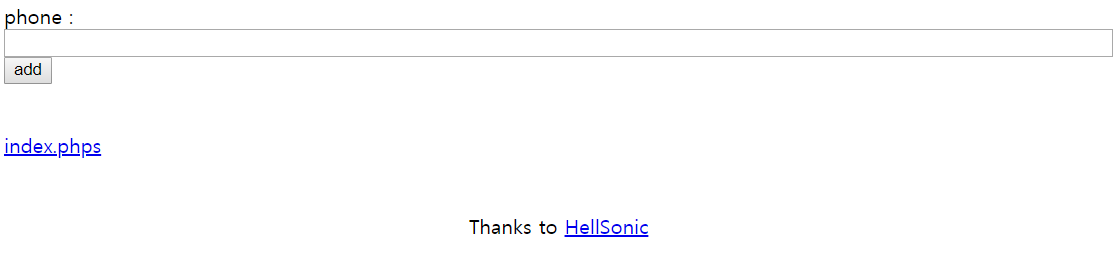 phone :
add
index.phps
Thanks to HellSonic